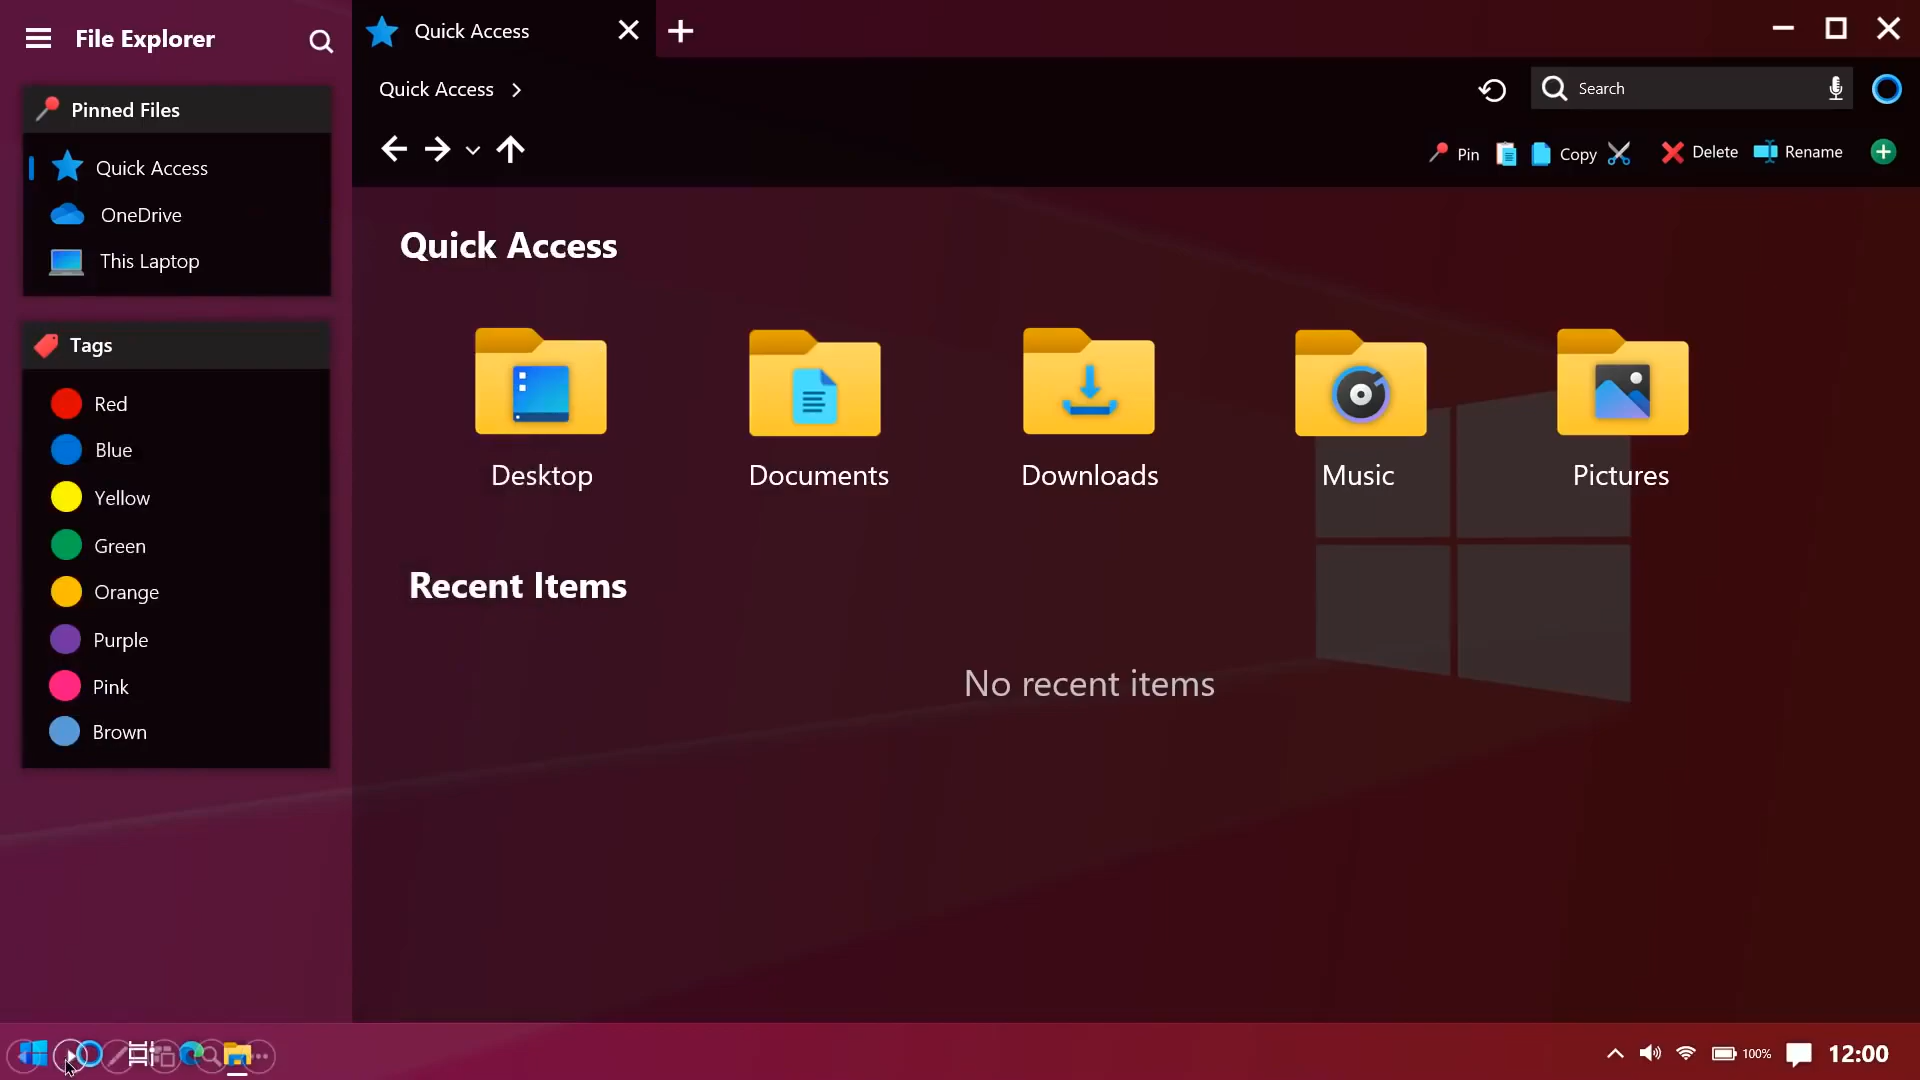 File Explorer
Quick Access
Quick Access
Search
Pinned Files
Pin
Copy
Delete
Rename
Quick Access
OneDrive
This Laptop
Quick Access
Tags
Red
Blue
Yellow
Green
Orange
Purple
Pink
Brown
Desktop
Documents
Downloads
Music
Pictures
Recent Items
No recent items
100%
12:00